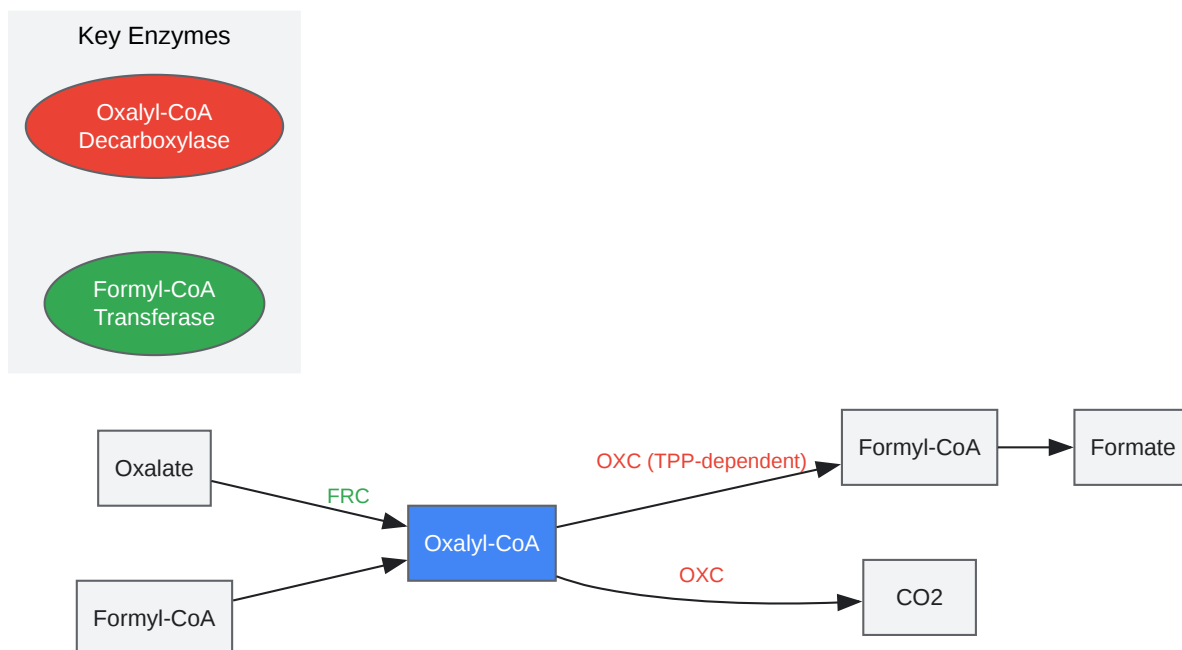 Key Enzymes
Oxalyl-CoA
Decarboxylase
Formyl-CoA
Transferase
Oxalate
FRC
Formyl-CoA
Oxalyl-CoA
OXC (TPP-dependent)
OXC
Formyl-CoA
Formate
CO2